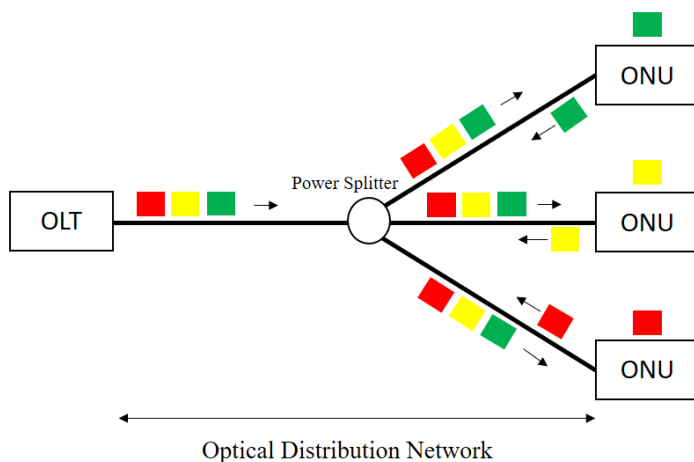 ONU
Power Splitter
OLT
ONU
ONU
Optical Distribution Network